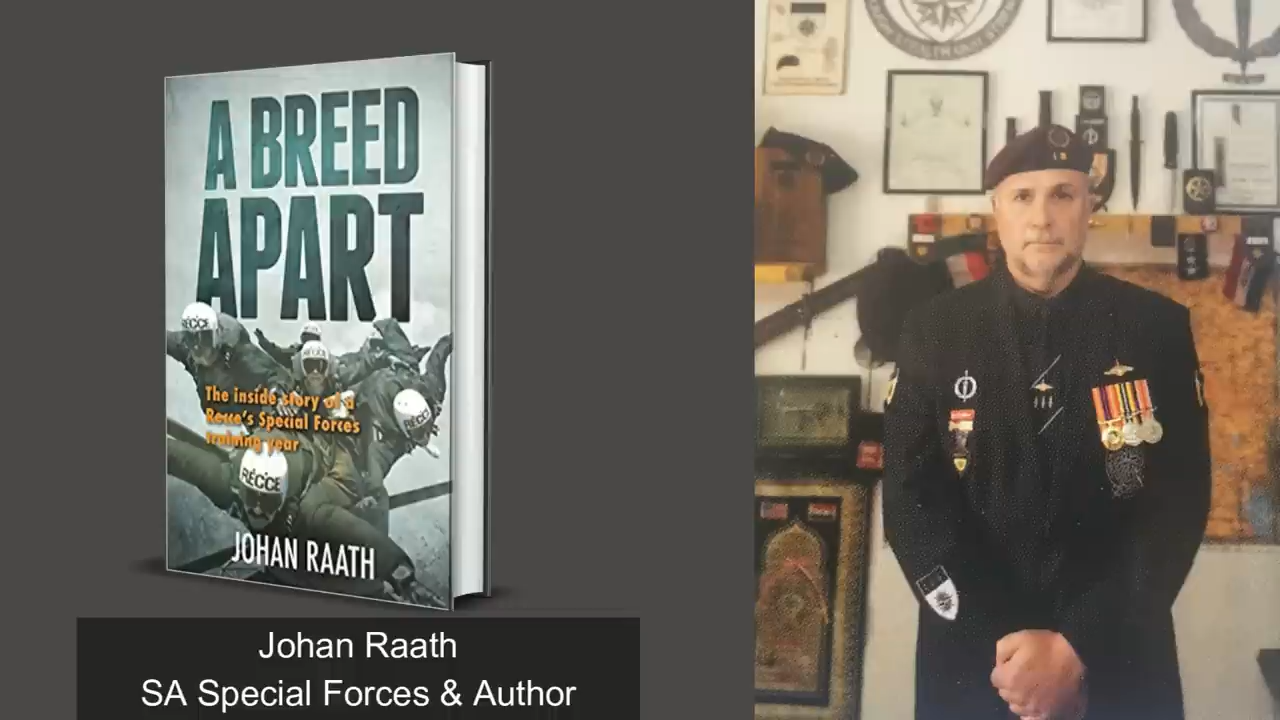 A BREED
APART
RECCE
RECCE
RECCE
The inside story of a
Recce's Special Forces
training year
RECCE
JOHAN RAATH
Johan Raath
SA Special Forces & Author